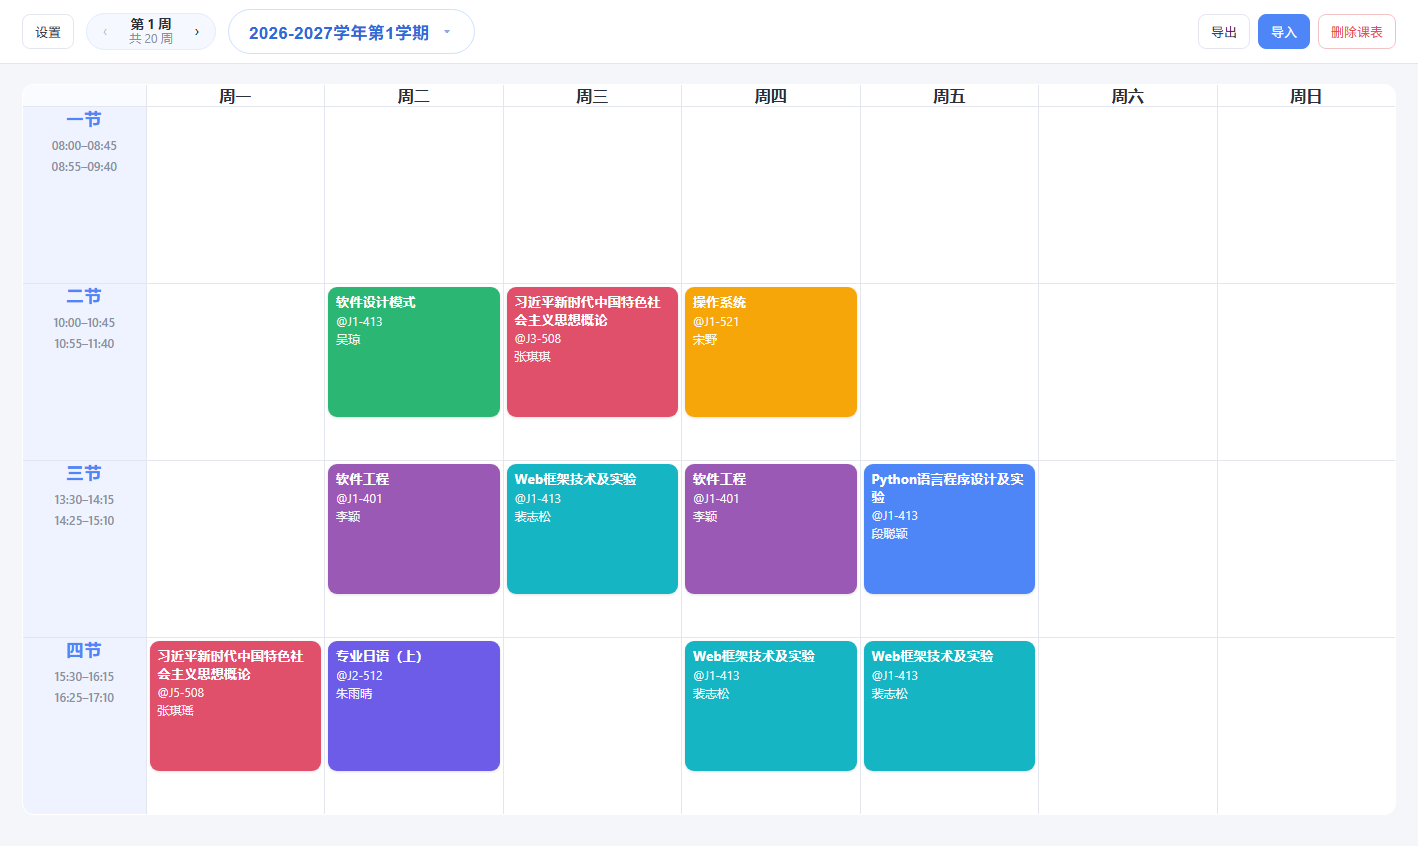 设置
‹
第 1 周
共 20 周
›
2026-2027学年第1学期
导出
导入
删除课表
周一
周二
周三
周四
周五
周六
周日
一节
08:00–08:45
08:55–09:40
二节
10:00–10:45
10:55–11:40
软件设计模式
@J1-413
吴琼
习近平新时代中国特色社
会主义思想概论
@J3-508
张琪琪
操作系统
@J1-521
宋野
三节
13:30–14:15
14:25–15:10
软件工程
@J1-401
李颖
Web框架技术及实验
@J1-413
裴志松
软件工程
@J1-401
李颖
Python语言程序设计及实
验
@J1-413
段聪颖
四节
15:30–16:15
16:25–17:10
习近平新时代中国特色社
会主义思想概论
@J5-508
张琪瑶
专业日语（上）
@J2-512
朱雨晴
Web框架技术及实验
@J1-413
裴志松
Web框架技术及实验
@J1-413
裴志松